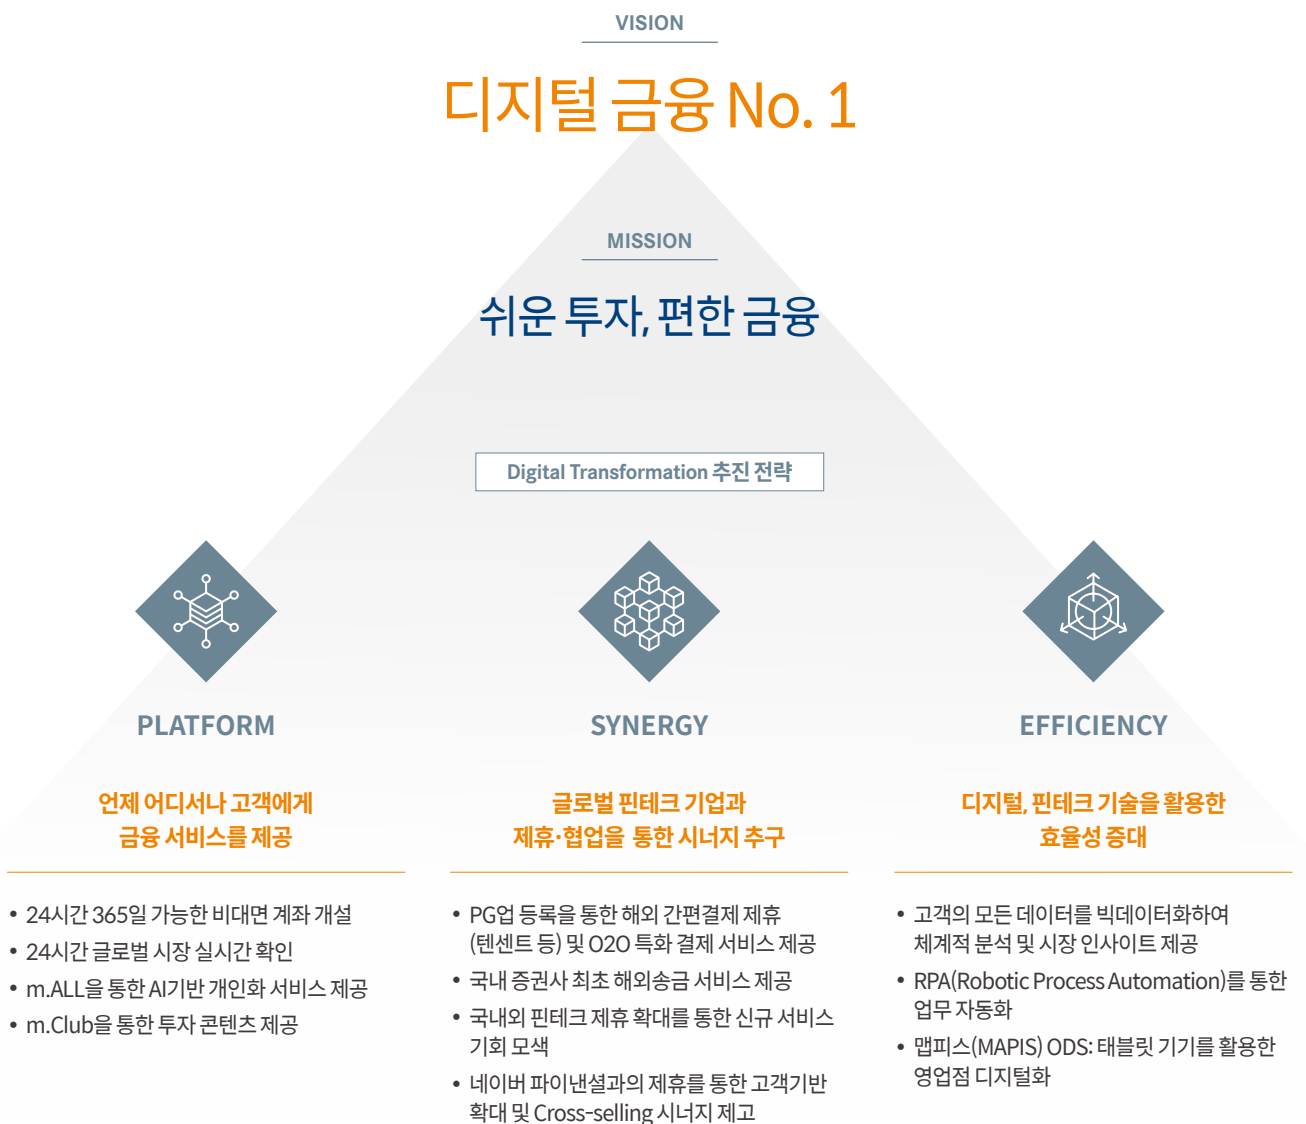 VISION
디지털 금융 No. 1
MISSION
쉬운 투자, 편한 금융
Digital Transformation 추진 전략
PLATFORM
언제 어디서나 고객에게
금융 서비스를 제공
• 24시간 365일 가능한 비대면 계좌 개설
• 24시간 글로벌 시장 실시간 확인
• m.ALL을 통한 AI기반 개인화 서비스 제공
• m.Club을 통한 투자 콘텐츠 제공
SYNERGY
글로벌 핀테크 기업과
제휴·협업을 통한 시너지 추구
• PG업 등록을 통한 해외 간편결제 제휴
(텐센트 등) 및 O2O 특화 결제 서비스 제공
• 국내 증권사 최초 해외송금 서비스 제공
• 국내외 핀테크 제휴 확대를 통한 신규 서비스
기회 모색
• 네이버 파이낸셜과의 제휴를 통한 고객기반
확대 및 Cross-selling 시너지 제고
EFFICIENCY
디지털, 핀테크 기술을 활용한
효율성 증대
• 고객의 모든 데이터를 빅데이터화하여
체계적 분석 및 시장 인사이트 제공
• RPA(Robotic Process Automation)를 통한
업무 자동화
• 맵피스(MAPIS) ODS: 태블릿 기기를 활용한
영업점 디지털화